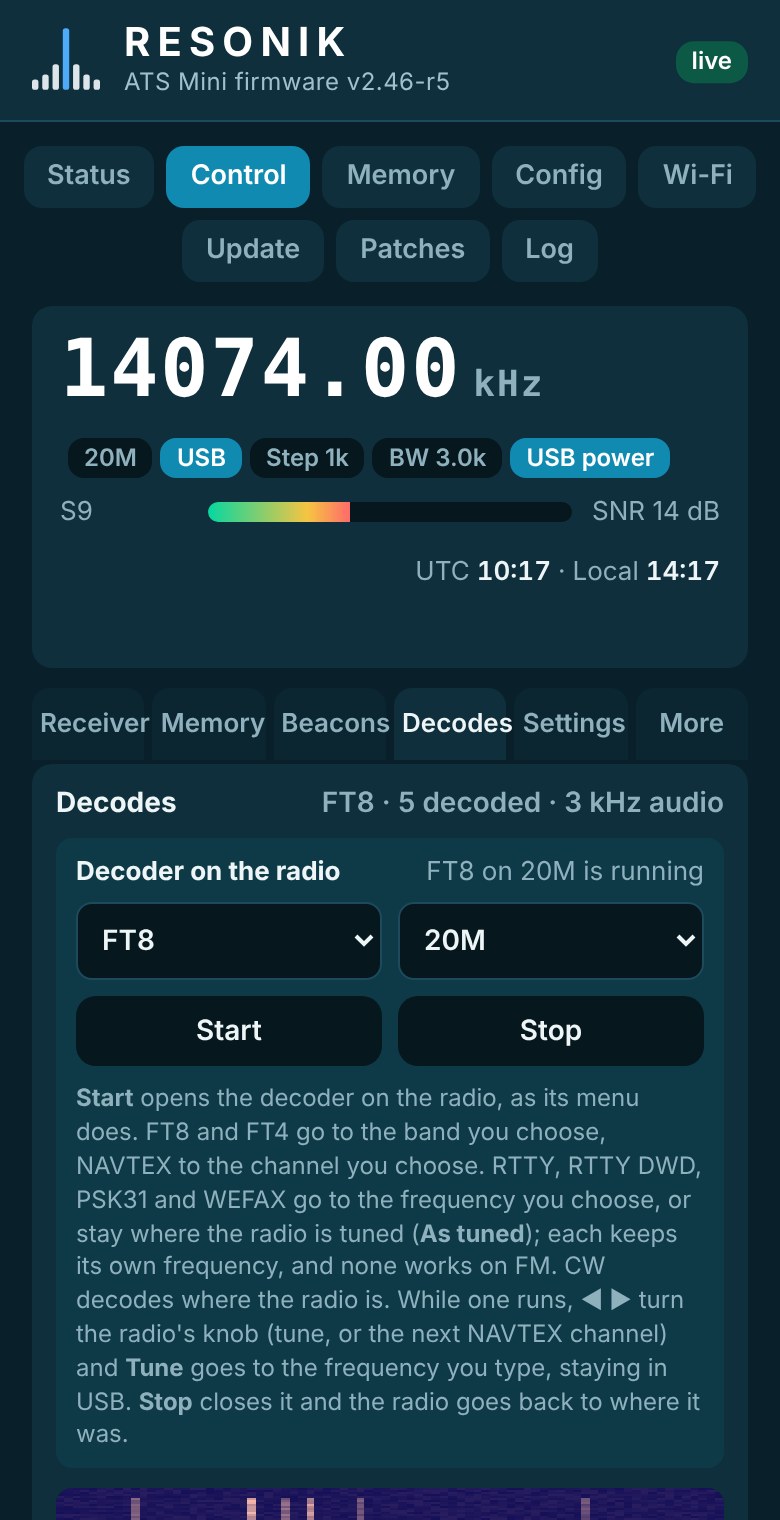 RESONIK
ATS Mini firmware v2.46-r5
live
Status
Control
Memory
Config
Wi-Fi
Update
Patches
Log
14074.00 kHz
20M
USB
Step 1k
BW 3.0k
USB power
S9
SNR 14 dB
UTC 10:17 · Local 14:17
Receiver
Memory
Beacons
Decodes
Settings
More
Decodes
FT8 · 5 decoded · 3 kHz audio
Decoder on the radio
FT8 on 20M is running
FT8
20M
Start
Stop
Start opens the decoder on the radio, as its menu
does. FT8 and FT4 go to the band you choose,
NAVTEX to the channel you choose. RTTY, RTTY DWD,
PSK31 and WEFAX go to the frequency you choose, or
stay where the radio is tuned (As tuned); each keeps
its own frequency, and none works on FM. CW
decodes where the radio is. While one runs, ◀ ▶ turn
the radio's knob (tune, or the next NAVTEX channel)
and Tune goes to the frequency you type, staying in
USB. Stop closes it and the radio goes back to where it
was.